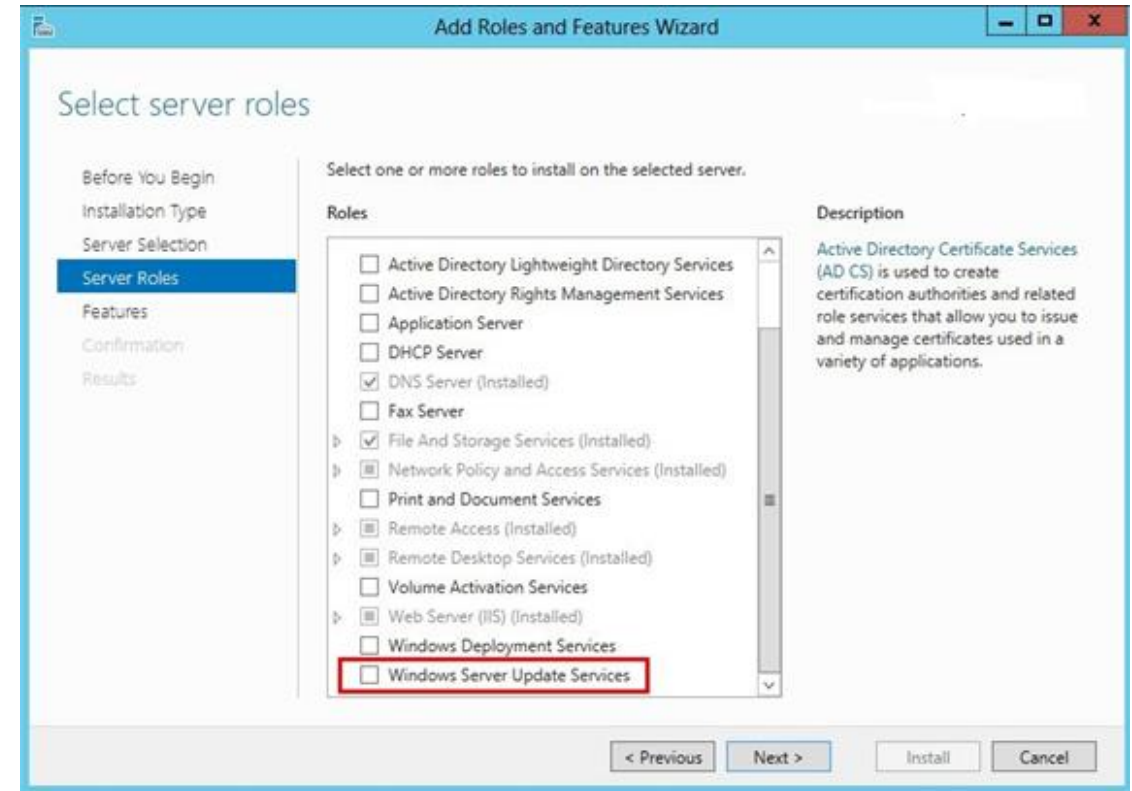 Add Roles and Features Wizard
Select server roles
Before You Begin
Installation Type
Server Selection
Server Roles
Features
Confirmation
Results
Select one or more roles to install on the selected server.
Roles
Active Directory Lightweight Directory Services
Active Directory Rights Management Services
Application Server
DHCP Server
DNS Server (Installed)
Fax Server
File And Storage Services (Installed)
Network Policy and Access Services (Installed)
Print and Document Services
Remote Access (Installed)
Remote Desktop Services (Installed)
Volume Activation Services
Web Server (IIS) (Installed)
Windows Deployment Services
Windows Server Update Services
Description
Active Directory Certificate Services
(AD CS) is used to create
certification authorities and related
role services that allow you to issue
and manage certificates used in a
variety of applications.
< Previous
Next >
Install
Cancel